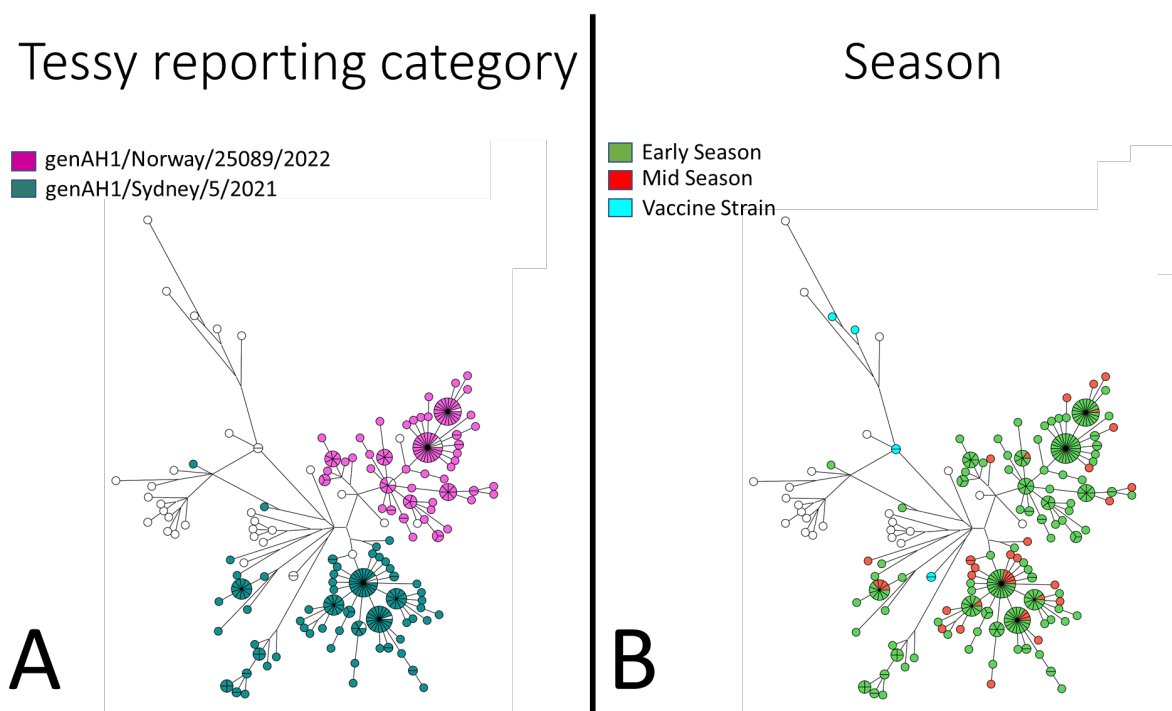 Tessy reporting category
genAH1/Norway/25089/2022
genAH1/Sydney/5/2021
A
Season
Early Season
Mid Season
Vaccine Strain
B